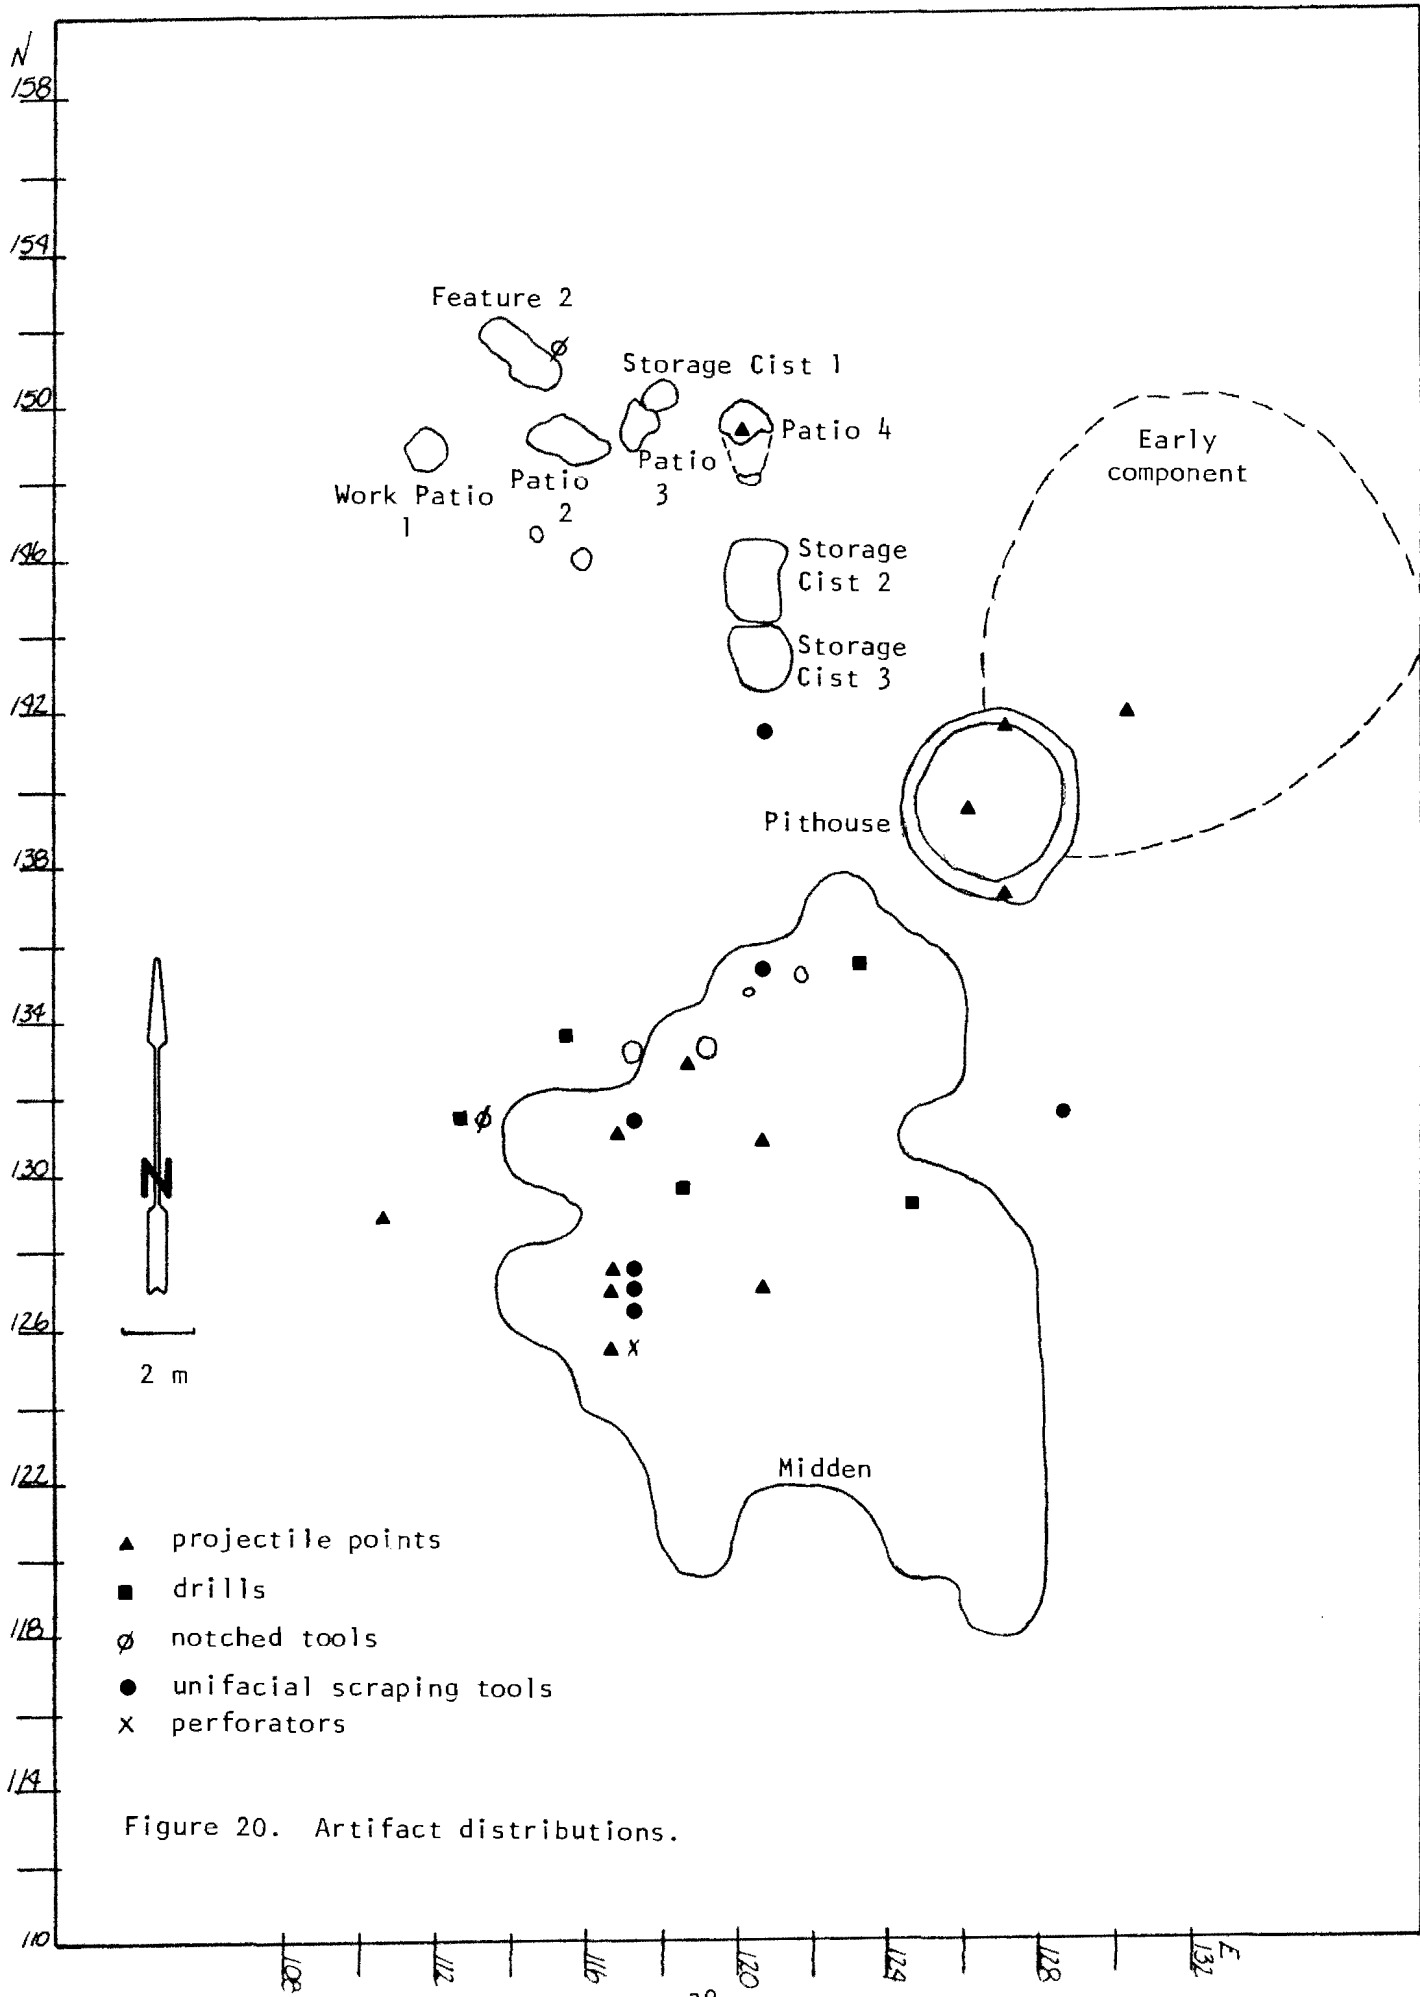 N
158
154
150
146
142
138
134
130
126
122
118
114
110
Feature 2
Storage Cist 1
Patio 4
Early
component
Patio
3
Patio
2
Work Patio
1
Storage
Cist 2
Storage
Cist 3
Pithouse
N
2 m
Midden
projectile points
drills
notched tools
unifacial scraping tools
perforators
Figure 20. Artifact distributions.
108 112 116 120 124 128 132 E